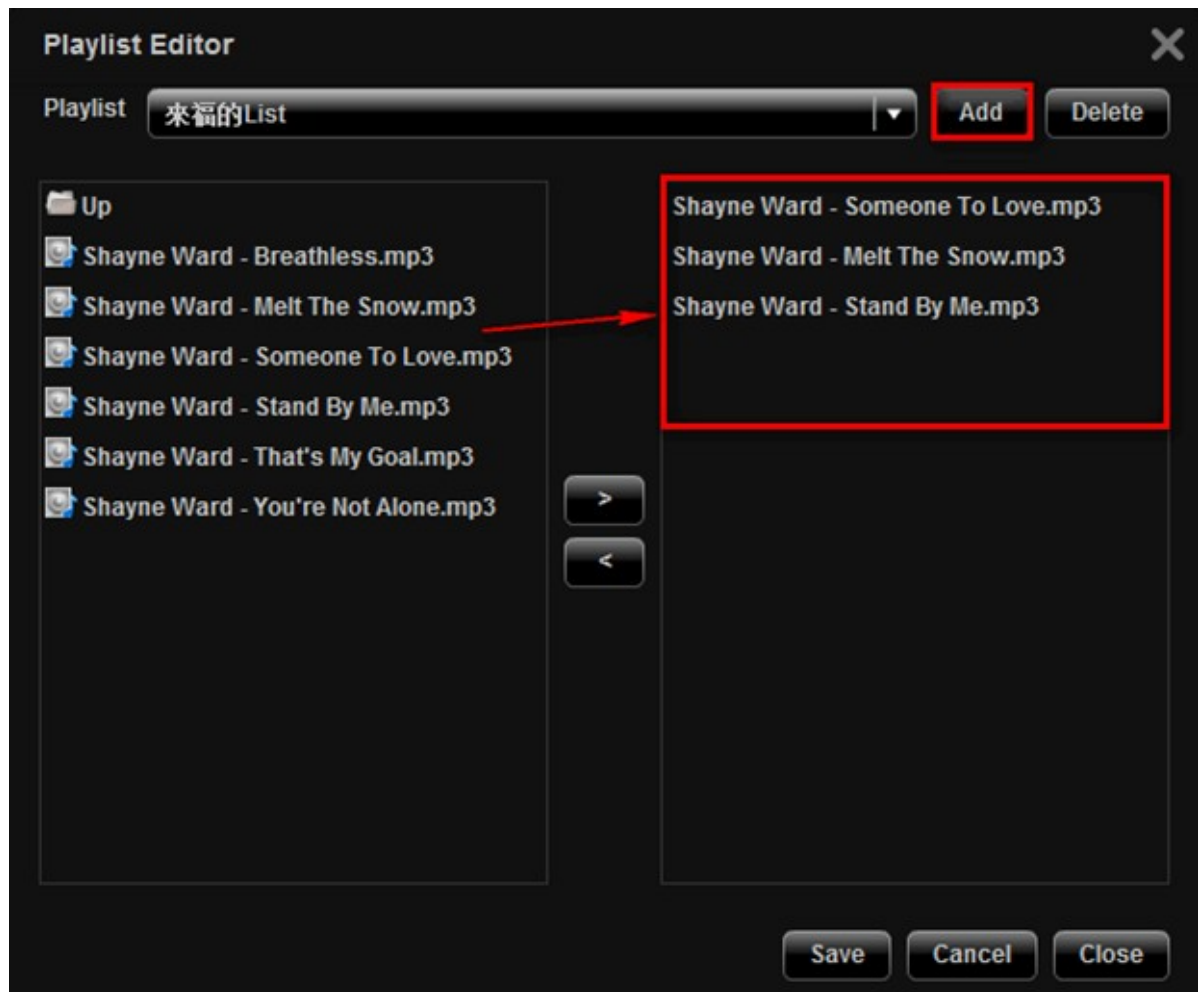 Playlist Editor
Playlist 來福的List Add Delete
Up
Shayne Ward - Breathless.mp3
Shayne Ward - Melt The Snow.mp3
Shayne Ward - Someone To Love.mp3
Shayne Ward - Stand By Me.mp3
Shayne Ward - That's My Goal.mp3
Shayne Ward - You're Not Alone.mp3
>
<
Shayne Ward - Someone To Love.mp3
Shayne Ward - Melt The Snow.mp3
Shayne Ward - Stand By Me.mp3
Save Cancel Close